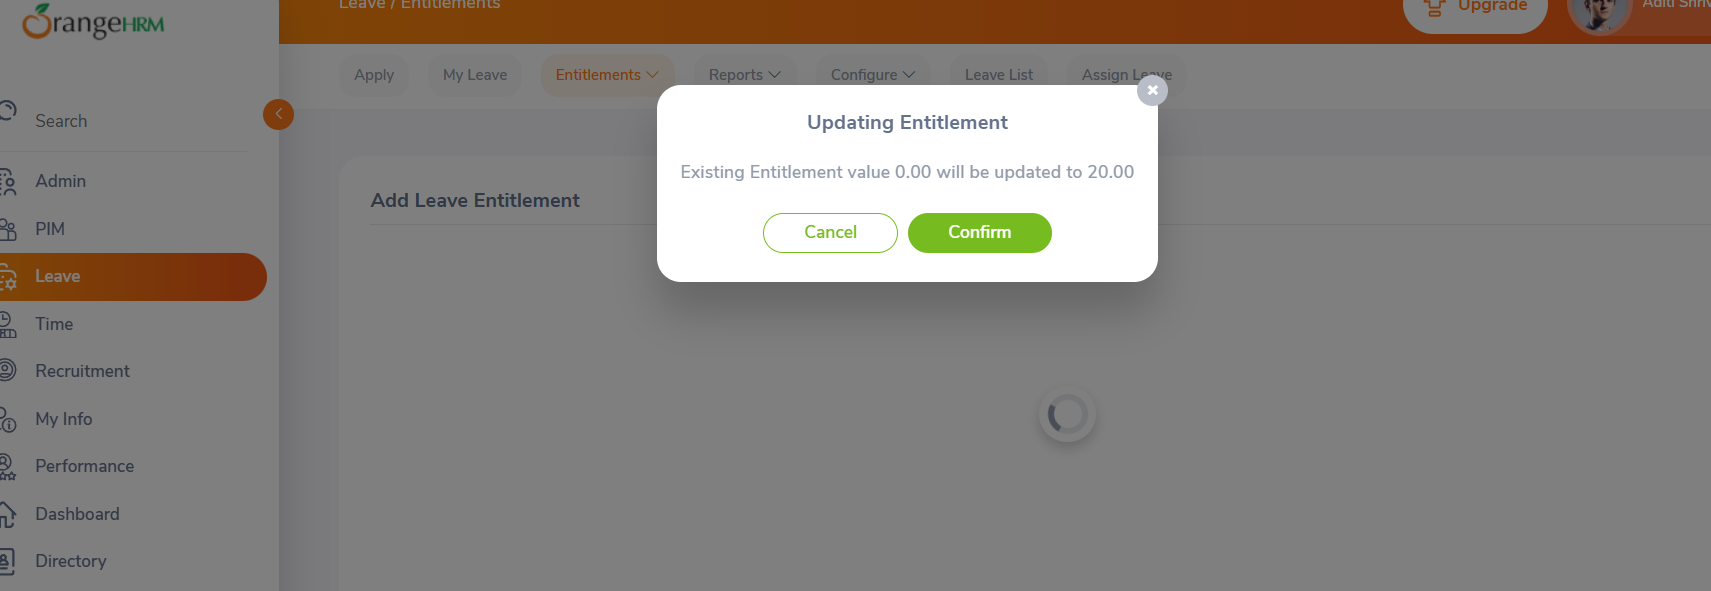 OrangeHRM
Leave / Entitlements
Upgrade
Aditi
Apply
My Leave
Entitlements
Reports
Configure
Leave List
Assign Leave
Search
Updating Entitlement
Existing Entitlement value 0.00 will be updated to 20.00
Cancel
Confirm
Add Leave Entitlement
Admin
PIM
Leave
Time
Recruitment
My Info
Performance
Dashboard
Directory